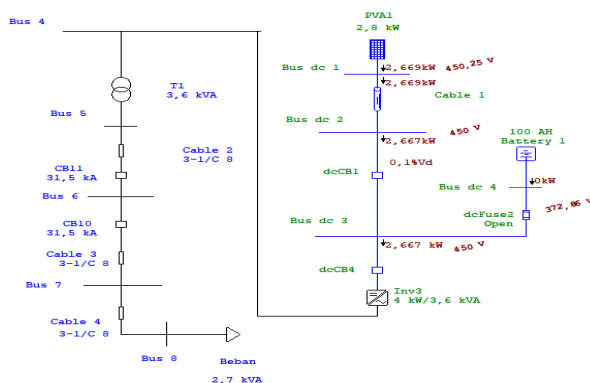 Bus 4
PVA1
2,8 kW
2,669kW
450,25 V
Bus dc 1
2,669kW
Cable 1
T1
3,6 kVA
Bus 5
Bus dc 2
450 V
2,667kW
100 AH
Battery 1
Cable 2
3-1/C 8
0,1%Vd
CB11
31,5 kA
dcCB1
0kW
Bus dc 4
372,86 V
Bus 6
dcFuse2
Open
CB10
31,5 kA
Bus dc 3
2,667 kW
450 V
Cable 3
3-1/C 8
dcCB4
Bus 7
Inv3
4 kW/3,6 kVA
Cable 4
3-1/C 8
Bus 8
Beban
2.7 kVA